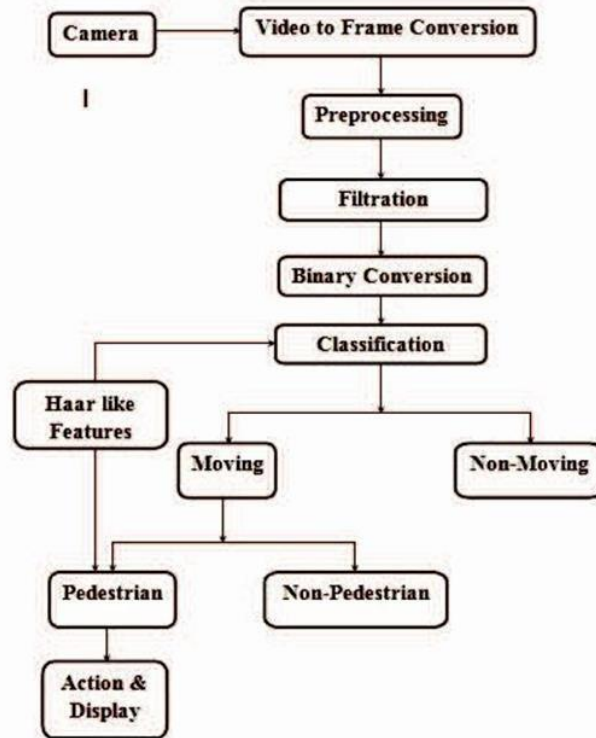 Camera
Video to Frame Conversion
Preprocessing
Filtration
Binary Conversion
Classification
Haar like
Features
Moving
Non-Moving
Pedestrian
Non-Pedestrian
Action &
Display